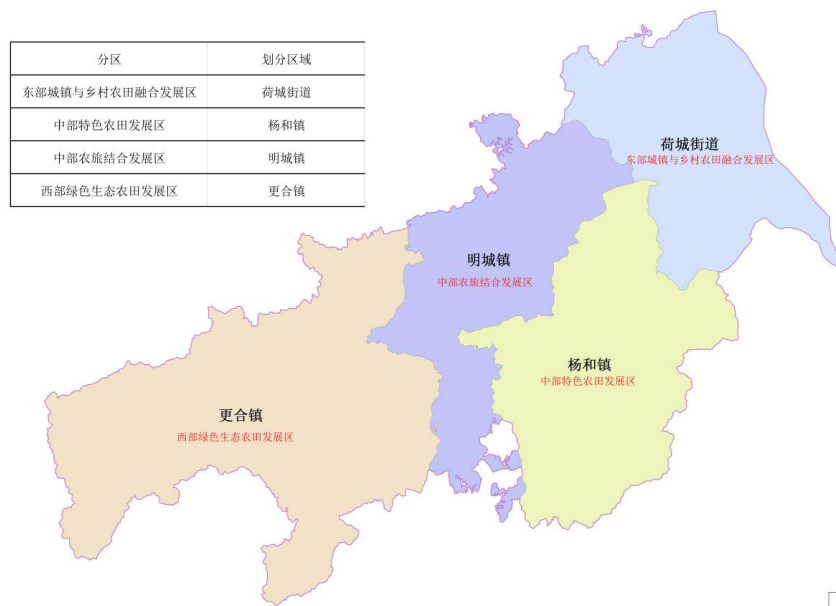 分区 划分区域
东部城镇与乡村农田融合发展区 荷城街道
中部特色农田发展区 杨和镇
中部农旅结合发展区 明城镇
西部绿色生态农田发展区 更合镇
荷城街道
东部城镇与乡村农田融合发展区
明城镇
中部农旅结合发展区
杨和镇
中部特色农田发展区
更合镇
西部绿色生态农田发展区